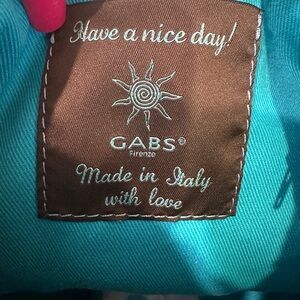 Have a nice day!
GABS®
Firenze
Made in Italy
with love